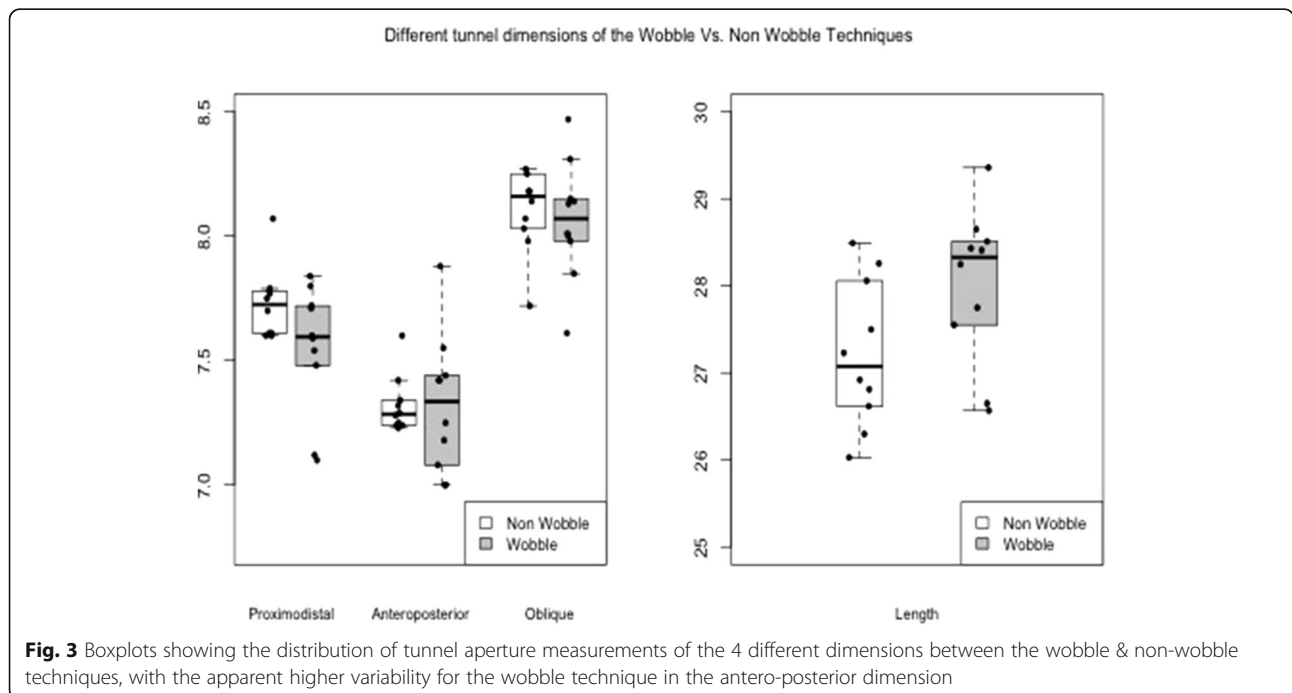 Different tunnel dimensions of the Wobble Vs. Non Wobble Techniques
8.5
8.0
7.5
7.0
Non Wobble
Wobble
Proximodistal Anteroposterior Oblique
30
29
28
27
26
25
Non Wobble
Wobble
Length
Fig. 3 Boxplots showing the distribution of tunnel aperture measurements of the 4 different dimensions between the wobble & non-wobble
techniques, with the apparent higher variability for the wobble technique in the antero-posterior dimension